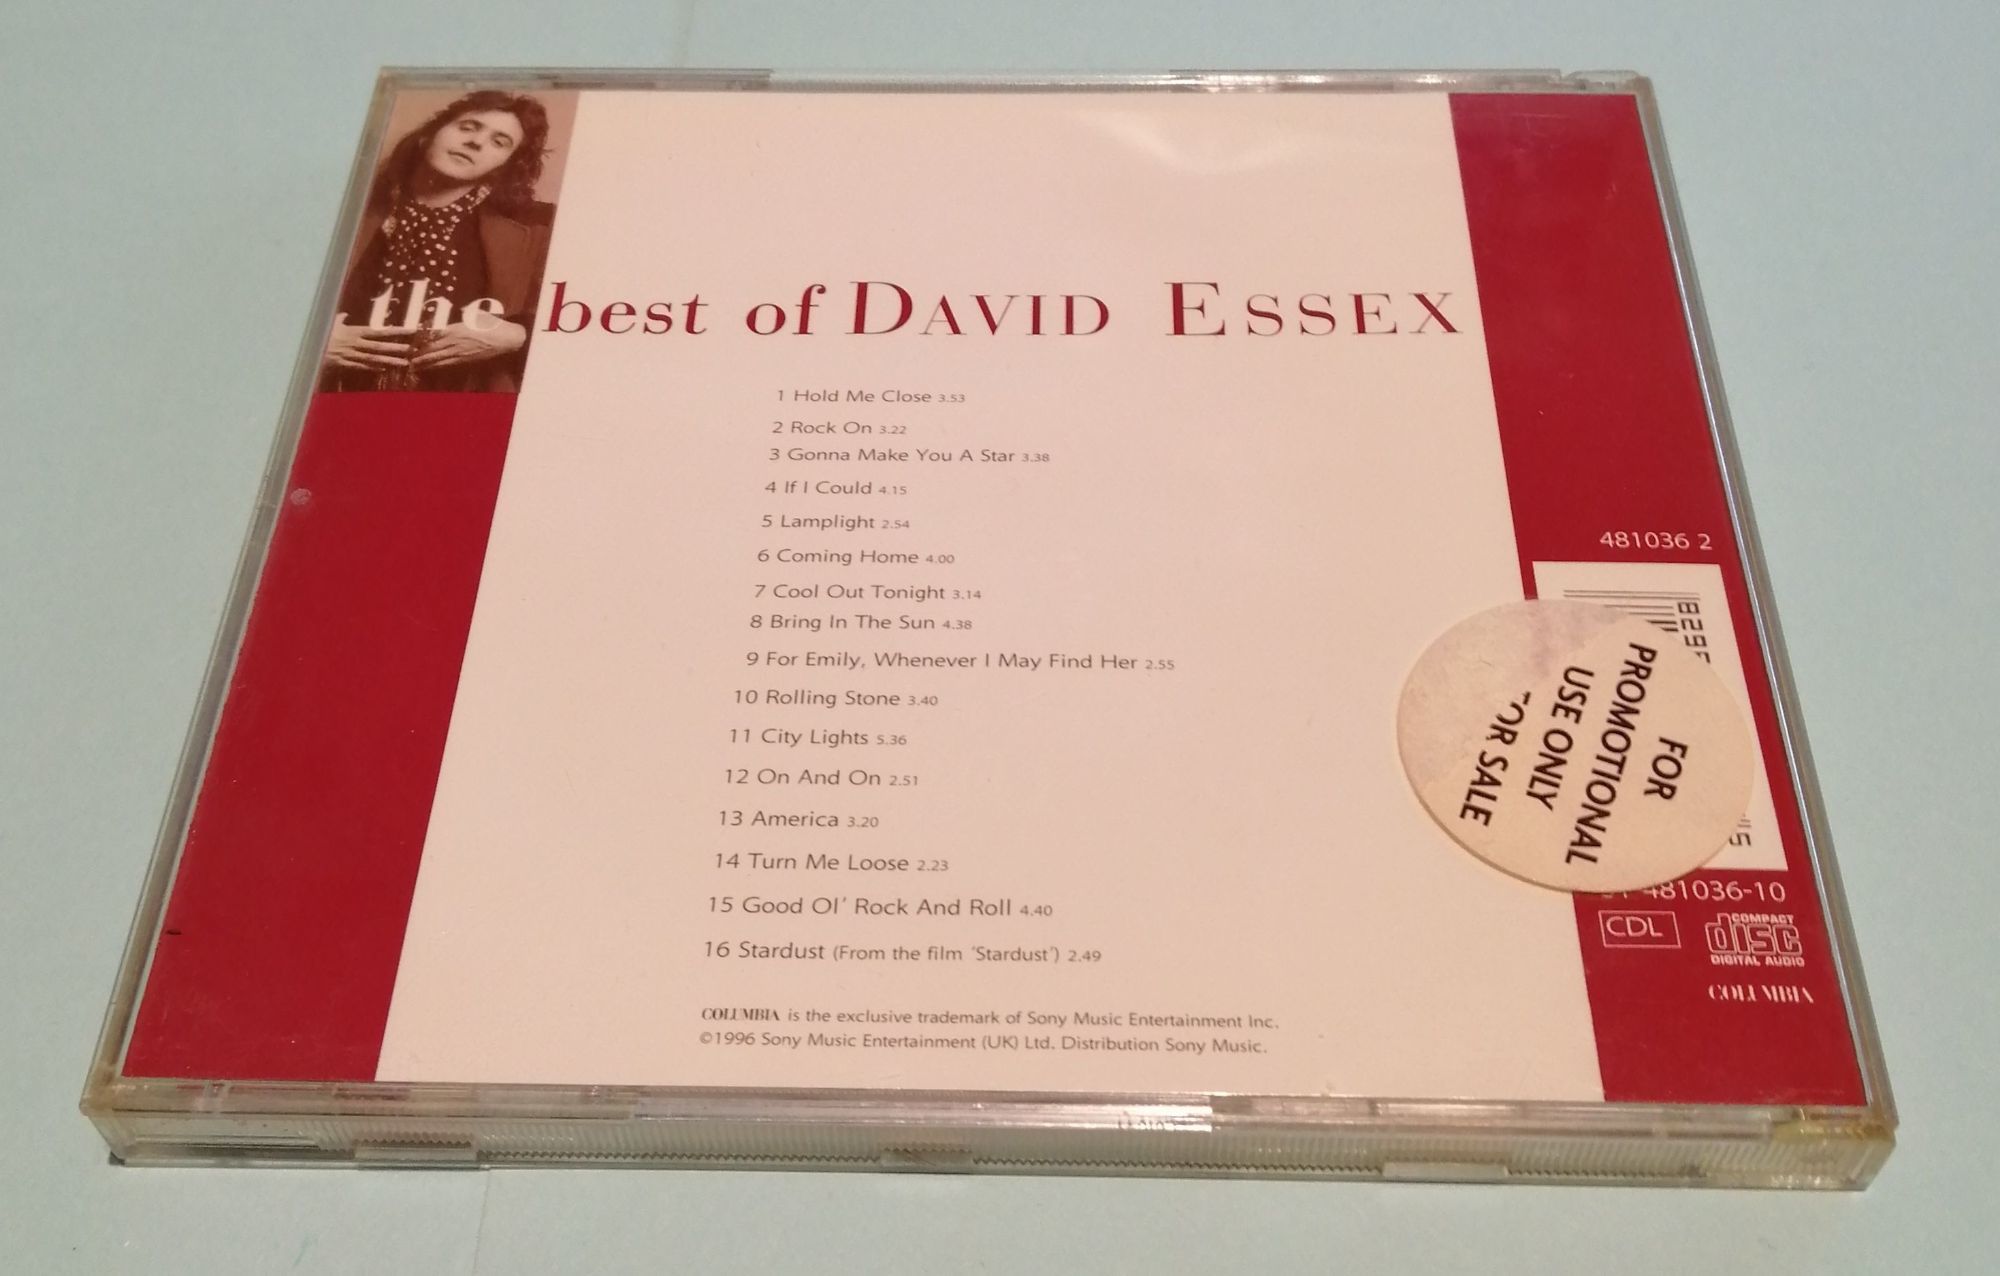 the best of DAVID ESSEX
1 Hold Me Close 3.53
2 Rock On 3.22
3 Gonna Make You A Star 3.38
4 If I Could 4.15
5 Lamplight 2.54
6 Coming Home 4.00
7 Cool Out Tonight 3.14
8 Bring In The Sun 4.38
9 For Emily, Whenever I May Find Her 2.55
10 Rolling Stone 3.40
11 City Lights 5.36
12 On And On 2.51
13 America 3.20
14 Turn Me Loose 2.23
15 Good Ol' Rock And Roll 4.40
16 Stardust (From the film 'Stardust') 2.49
COLUMBIA is the exclusive trademark of Sony Music Entertainment Inc.
©1996 Sony Music Entertainment (UK) Ltd. Distribution Sony Music.
481036 2
FOR
PROMOTIONAL
USE ONLY
FOR SALE
481036-10
CDL
COMPACT
disc
DIGITAL AUDIO
COLUMBIA